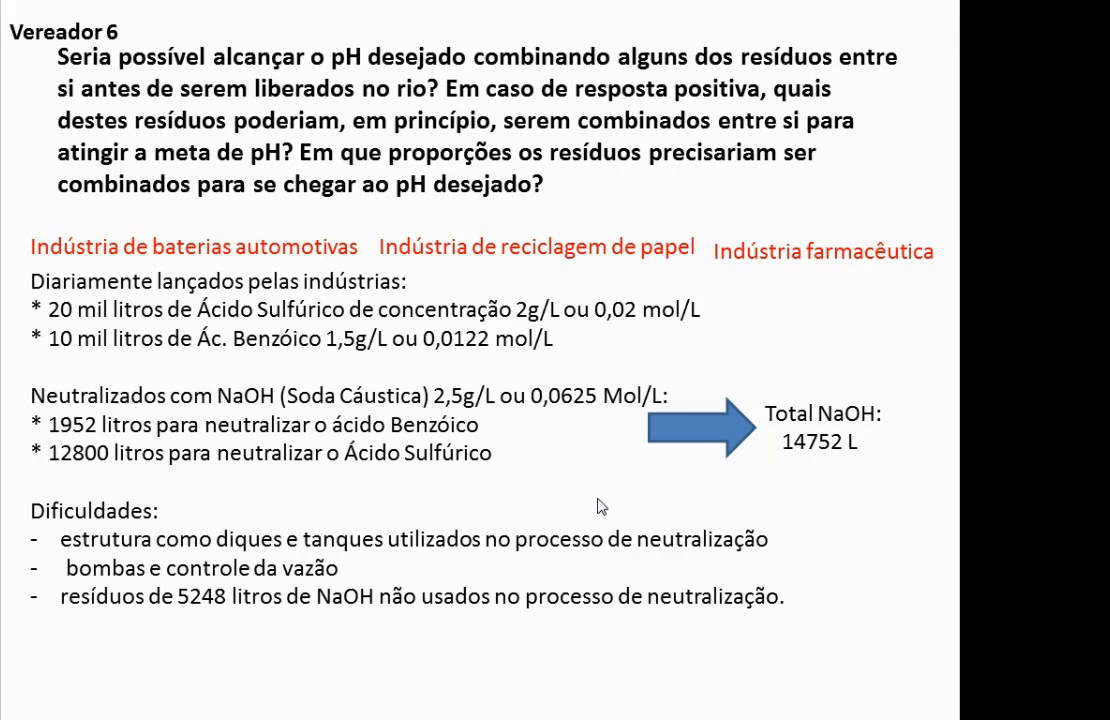 Vereador 6
Seria possível alcançar o pH desejado combinando alguns dos resíduos entre
si antes de serem liberados no rio? Em caso de resposta positiva, quais
destes resíduos poderiam, em princípio, serem combinados entre si para
atingir a meta de pH? Em que proporções os resíduos precisariam ser
combinados para se chegar ao pH desejado?
Indústria de baterias automotivas Indústria de reciclagem de papel Indústria farmacêutica
Diariamente lançados pelas indústrias:
* 20 mil litros de Ácido Sulfúrico de concentração 2g/L ou 0,02 mol/L
* 10 mil litros de Ác. Benzóico 1,5g/L ou 0,0122 mol/L
Neutralizados com NaOH (Soda Cáustica) 2,5g/L ou 0,0625 Mol/L:
* 1952 litros para neutralizar o ácido Benzóico
* 12800 litros para neutralizar o Ácido Sulfúrico
Total NaOH:
14752 L
Dificuldades:
- estrutura como diques e tanques utilizados no processo de neutralização
- bombas e controle da vazão
- resíduos de 5248 litros de NaOH não usados no processo de neutralização.